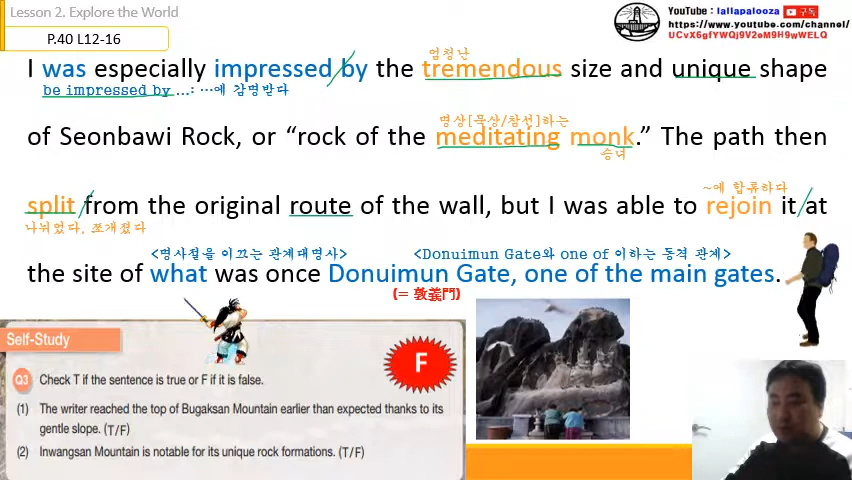 Lesson 2. Explore the World
P.40 L12-16
YouTube : lallapalooza 구독
https://www.youtube.com/channel/
UCvX6gfYWQj9V2eM9H9wWELQ
엄청난
I was especially impressed by the tremendous size and unique shape
be impressed by ...: …에 감명받다
명상[묵상/참선]하는
of Seonbawi Rock, or “rock of the meditating monk.” The path then
승녀
~에 합류하다
split from the original route of the wall, but I was able to rejoin it at
나뉘었다, 쪼개졌다
<명사절을 이끄는 관계대명사>
<Donuimun Gate와 one of 이하는 동격 관계>
the site of what was once Donuimun Gate, one of the main gates.
(= 敦義門)
Self-Study
F
Q3 Check T if the sentence is true or F if it is false.
(1) The writer reached the top of Bugaksan Mountain earlier than expected thanks to its
gentle slope. (T/F)
(2) Inwangsan Mountain is notable for its unique rock formations. (T/F)